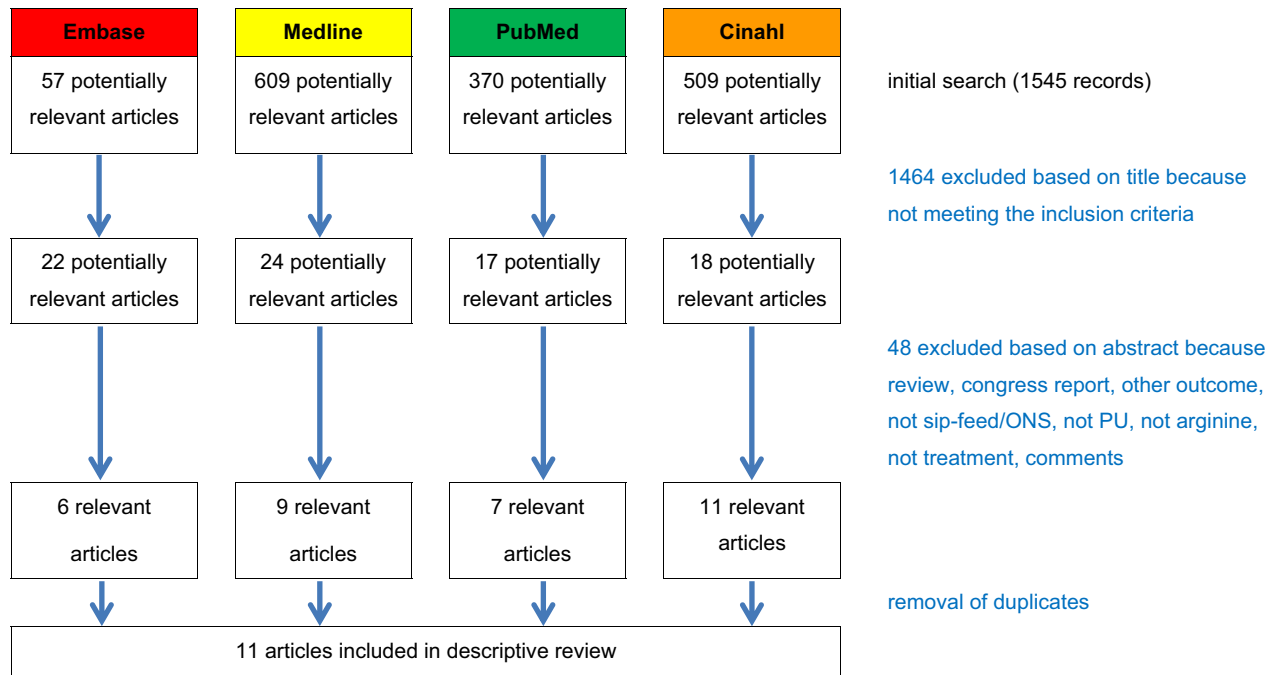 Embase
Medline
PubMed
Cinahl
57 potentially
relevant articles
609 potentially
relevant articles
370 potentially
relevant articles
509 potentially
relevant articles
initial search (1545 records)
1464 excluded based on title because
not meeting the inclusion criteria
22 potentially
relevant articles
24 potentially
relevant articles
17 potentially
relevant articles
18 potentially
relevant articles
48 excluded based on abstract because
review, congress report, other outcome,
not sip-feed/ONS, not PU, not arginine,
not treatment, comments
6 relevant
articles
9 relevant
articles
7 relevant
articles
11 relevant
articles
removal of duplicates
11 articles included in descriptive review